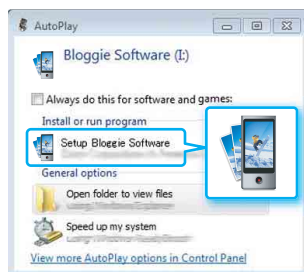 AutoPlay
Bloggie Software (I:)
Always do this for software and games:
Install or run program
Setup Bloggie Software
General options
Open folder to view files
Speed up my system
View more AutoPlay options in Control Panel